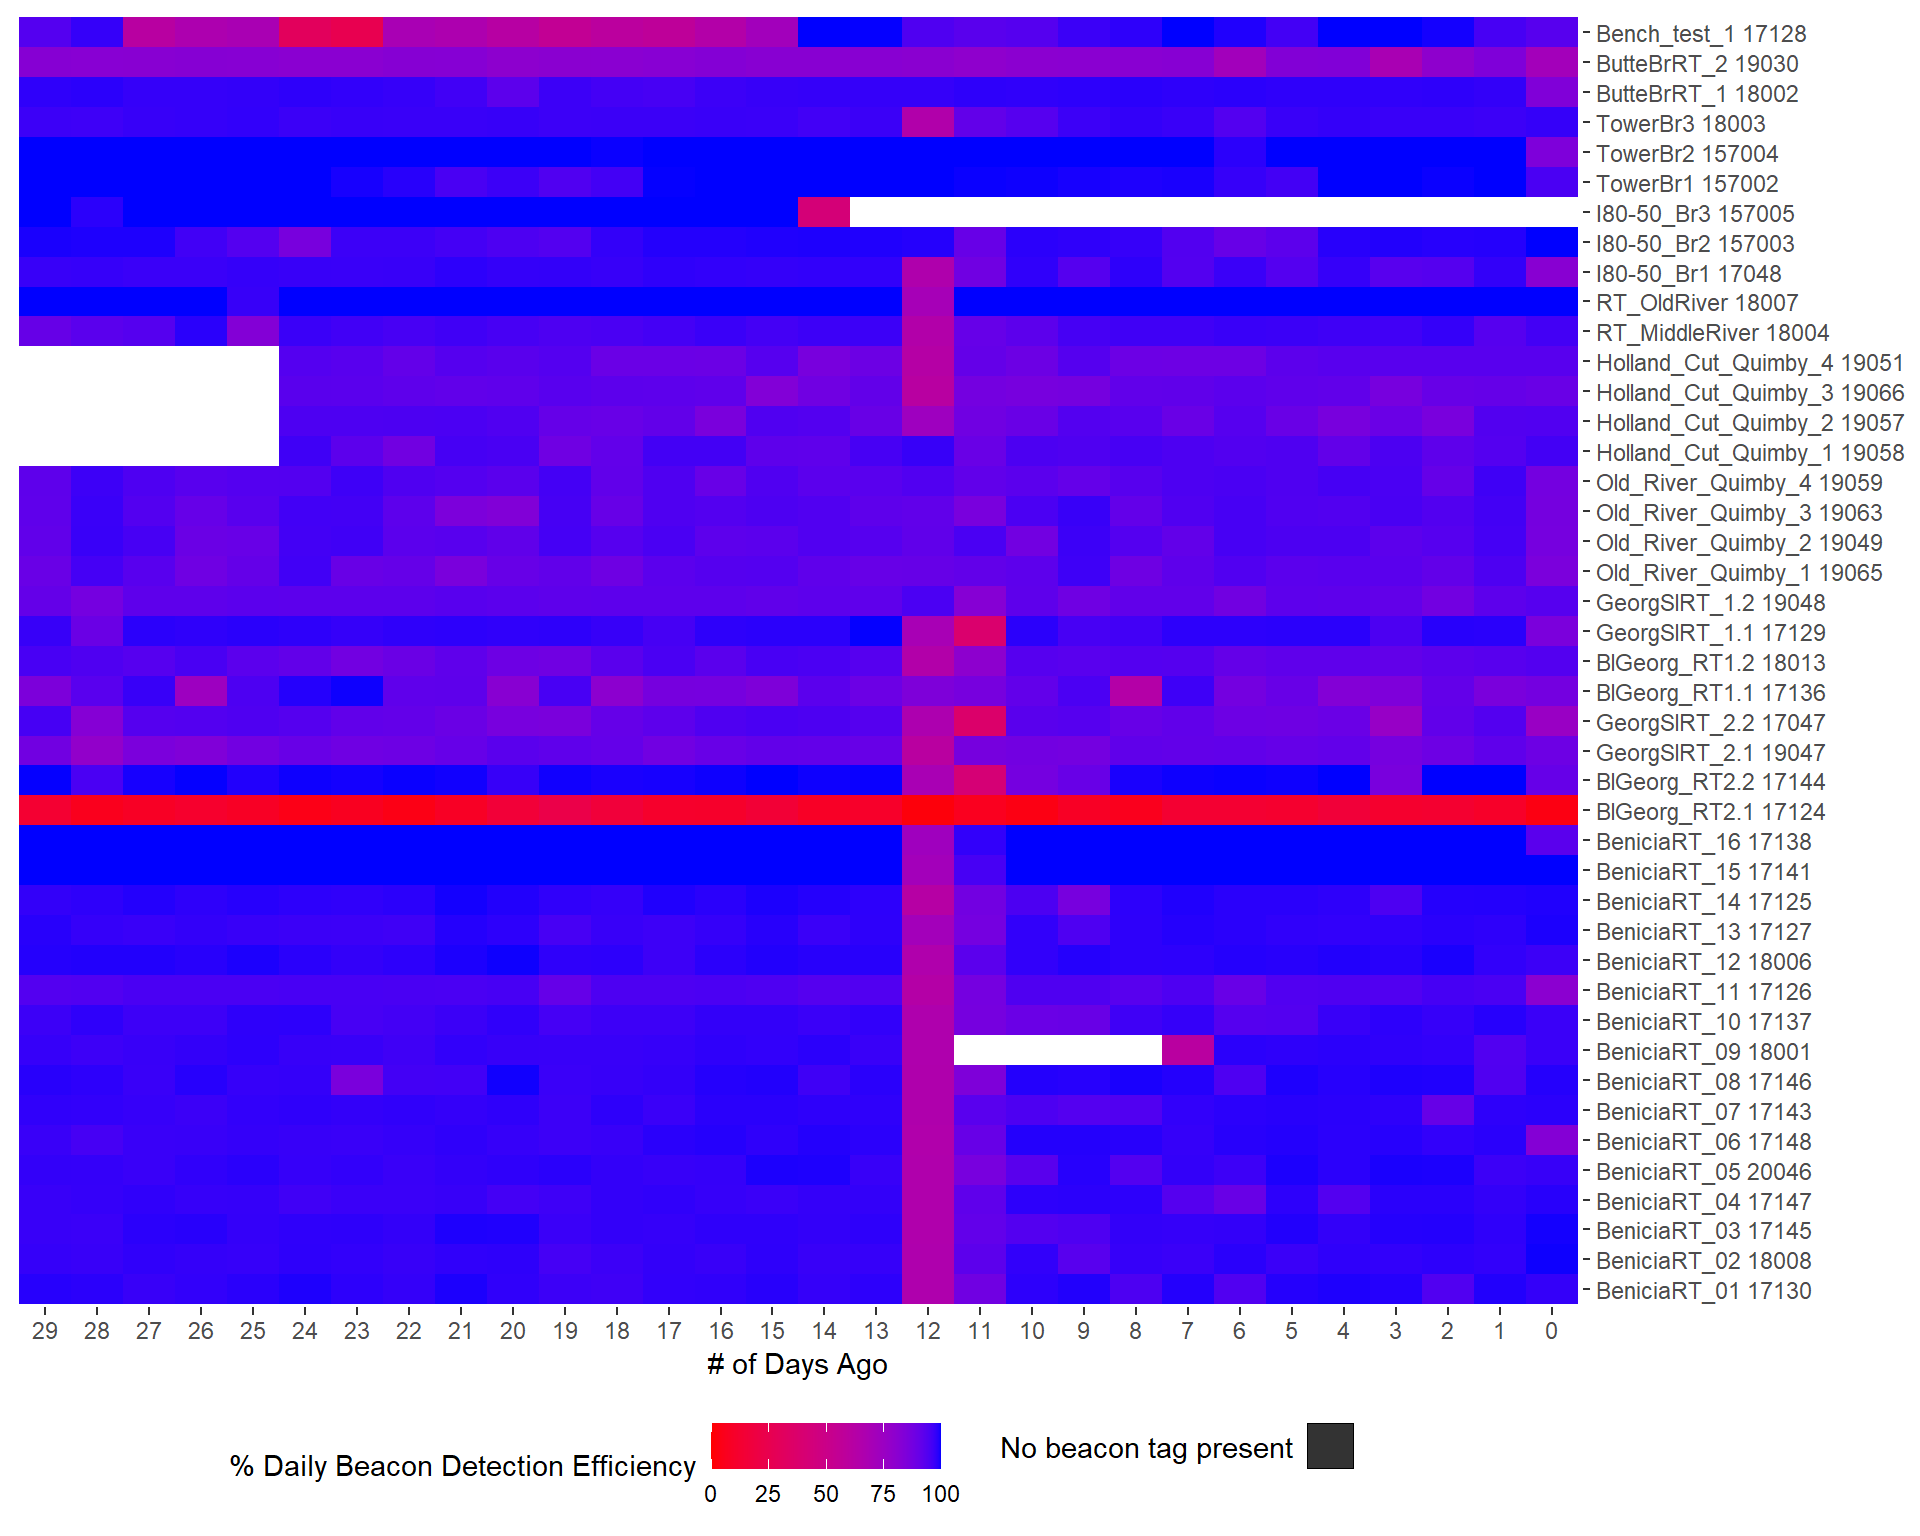 Bench_test_1 17128
ButteBrRT_2 19030
ButteBrRT_1 18002
TowerBr3 18003
TowerBr2 157004
TowerBr1 157002
I80-50_Br3 157005
I80-50_Br2 157003
I80-50_Br1 17048
RT_OldRiver 18007
RT_MiddleRiver 18004
Holland_Cut_Quimby_4 19051
Holland_Cut_Quimby_3 19066
Holland_Cut_Quimby_2 19057
Holland_Cut_Quimby_1 19058
Old_River_Quimby_4 19059
Old_River_Quimby_3 19063
Old_River_Quimby_2 19049
Old_River_Quimby_1 19065
GeorgSlRT_1.2 19048
GeorgSlRT_1.1 17129
BlGeorg_RT1.2 18013
BlGeorg_RT1.1 17136
GeorgSlRT_2.2 17047
GeorgSlRT_2.1 19047
BlGeorg_RT2.2 17144
BlGeorg_RT2.1 17124
BeniciaRT_16 17138
BeniciaRT_15 17141
BeniciaRT_14 17125
BeniciaRT_13 17127
BeniciaRT_12 18006
BeniciaRT_11 17126
BeniciaRT_10 17137
BeniciaRT_09 18001
BeniciaRT_08 17146
BeniciaRT_07 17143
BeniciaRT_06 17148
BeniciaRT_05 20046
BeniciaRT_04 17147
BeniciaRT_03 17145
BeniciaRT_02 18008
BeniciaRT_01 17130
29 28 27 26 25 24 23 22 21 20 19 18 17 16 15 14 13 12 11 10 9 8 7 6 5 4 3 2 1 0
# of Days Ago
% Daily Beacon Detection Efficiency
0 25 50 75 100
No beacon tag present